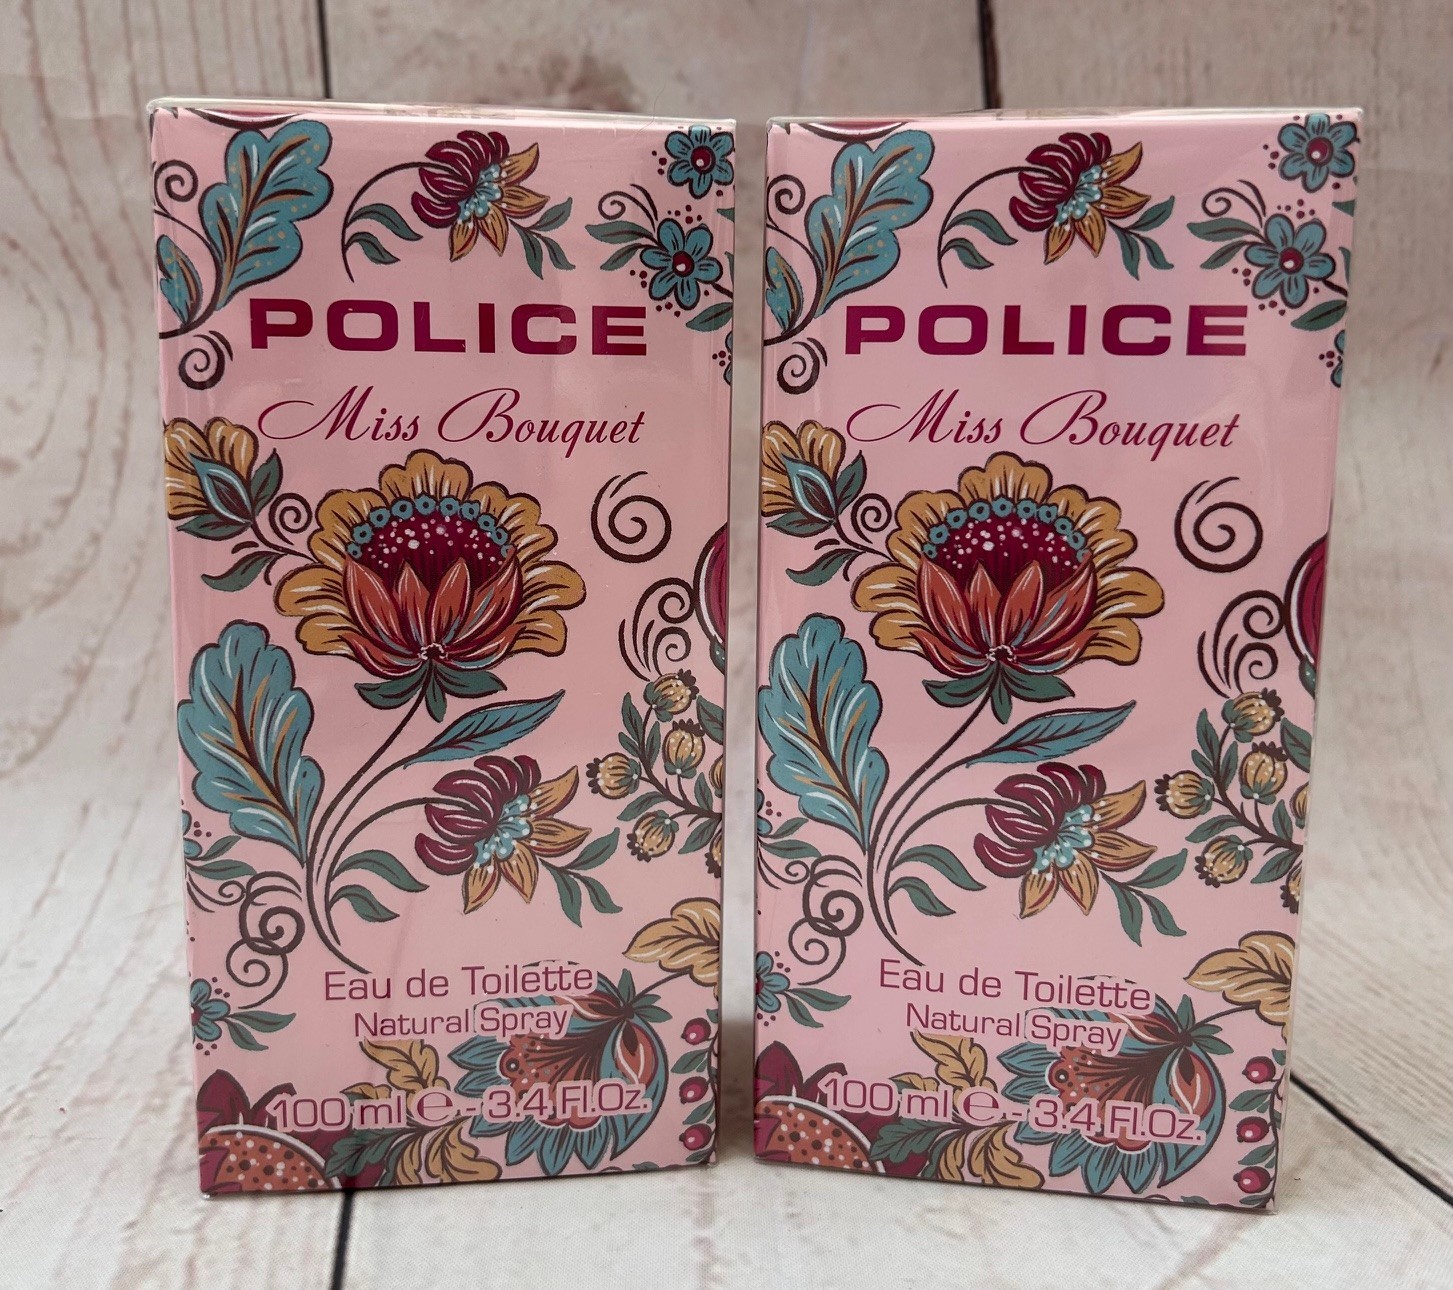 POLICE
Miss Bouquet
Eau de Toilette
Natural Spray
100 ml ℮ - 3.4 Fl.Oz.
POLICE
Miss Bouquet
Eau de Toilette
Natural Spray
100 ml ℮ - 3.4 Fl.Oz.